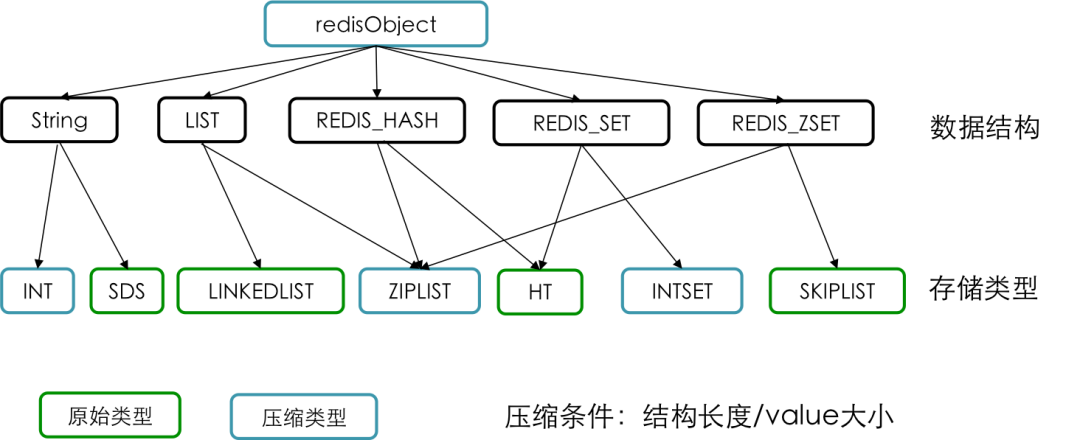 redisObject
String
LIST
REDIS_HASH
REDIS_SET
REDIS_ZSET
数据结构
INT
SDS
LINKEDLIST
ZIPLIST
HT
INTSET
SKIPLIST
存储类型
原始类型
压缩类型
压缩条件：结构长度/value大小